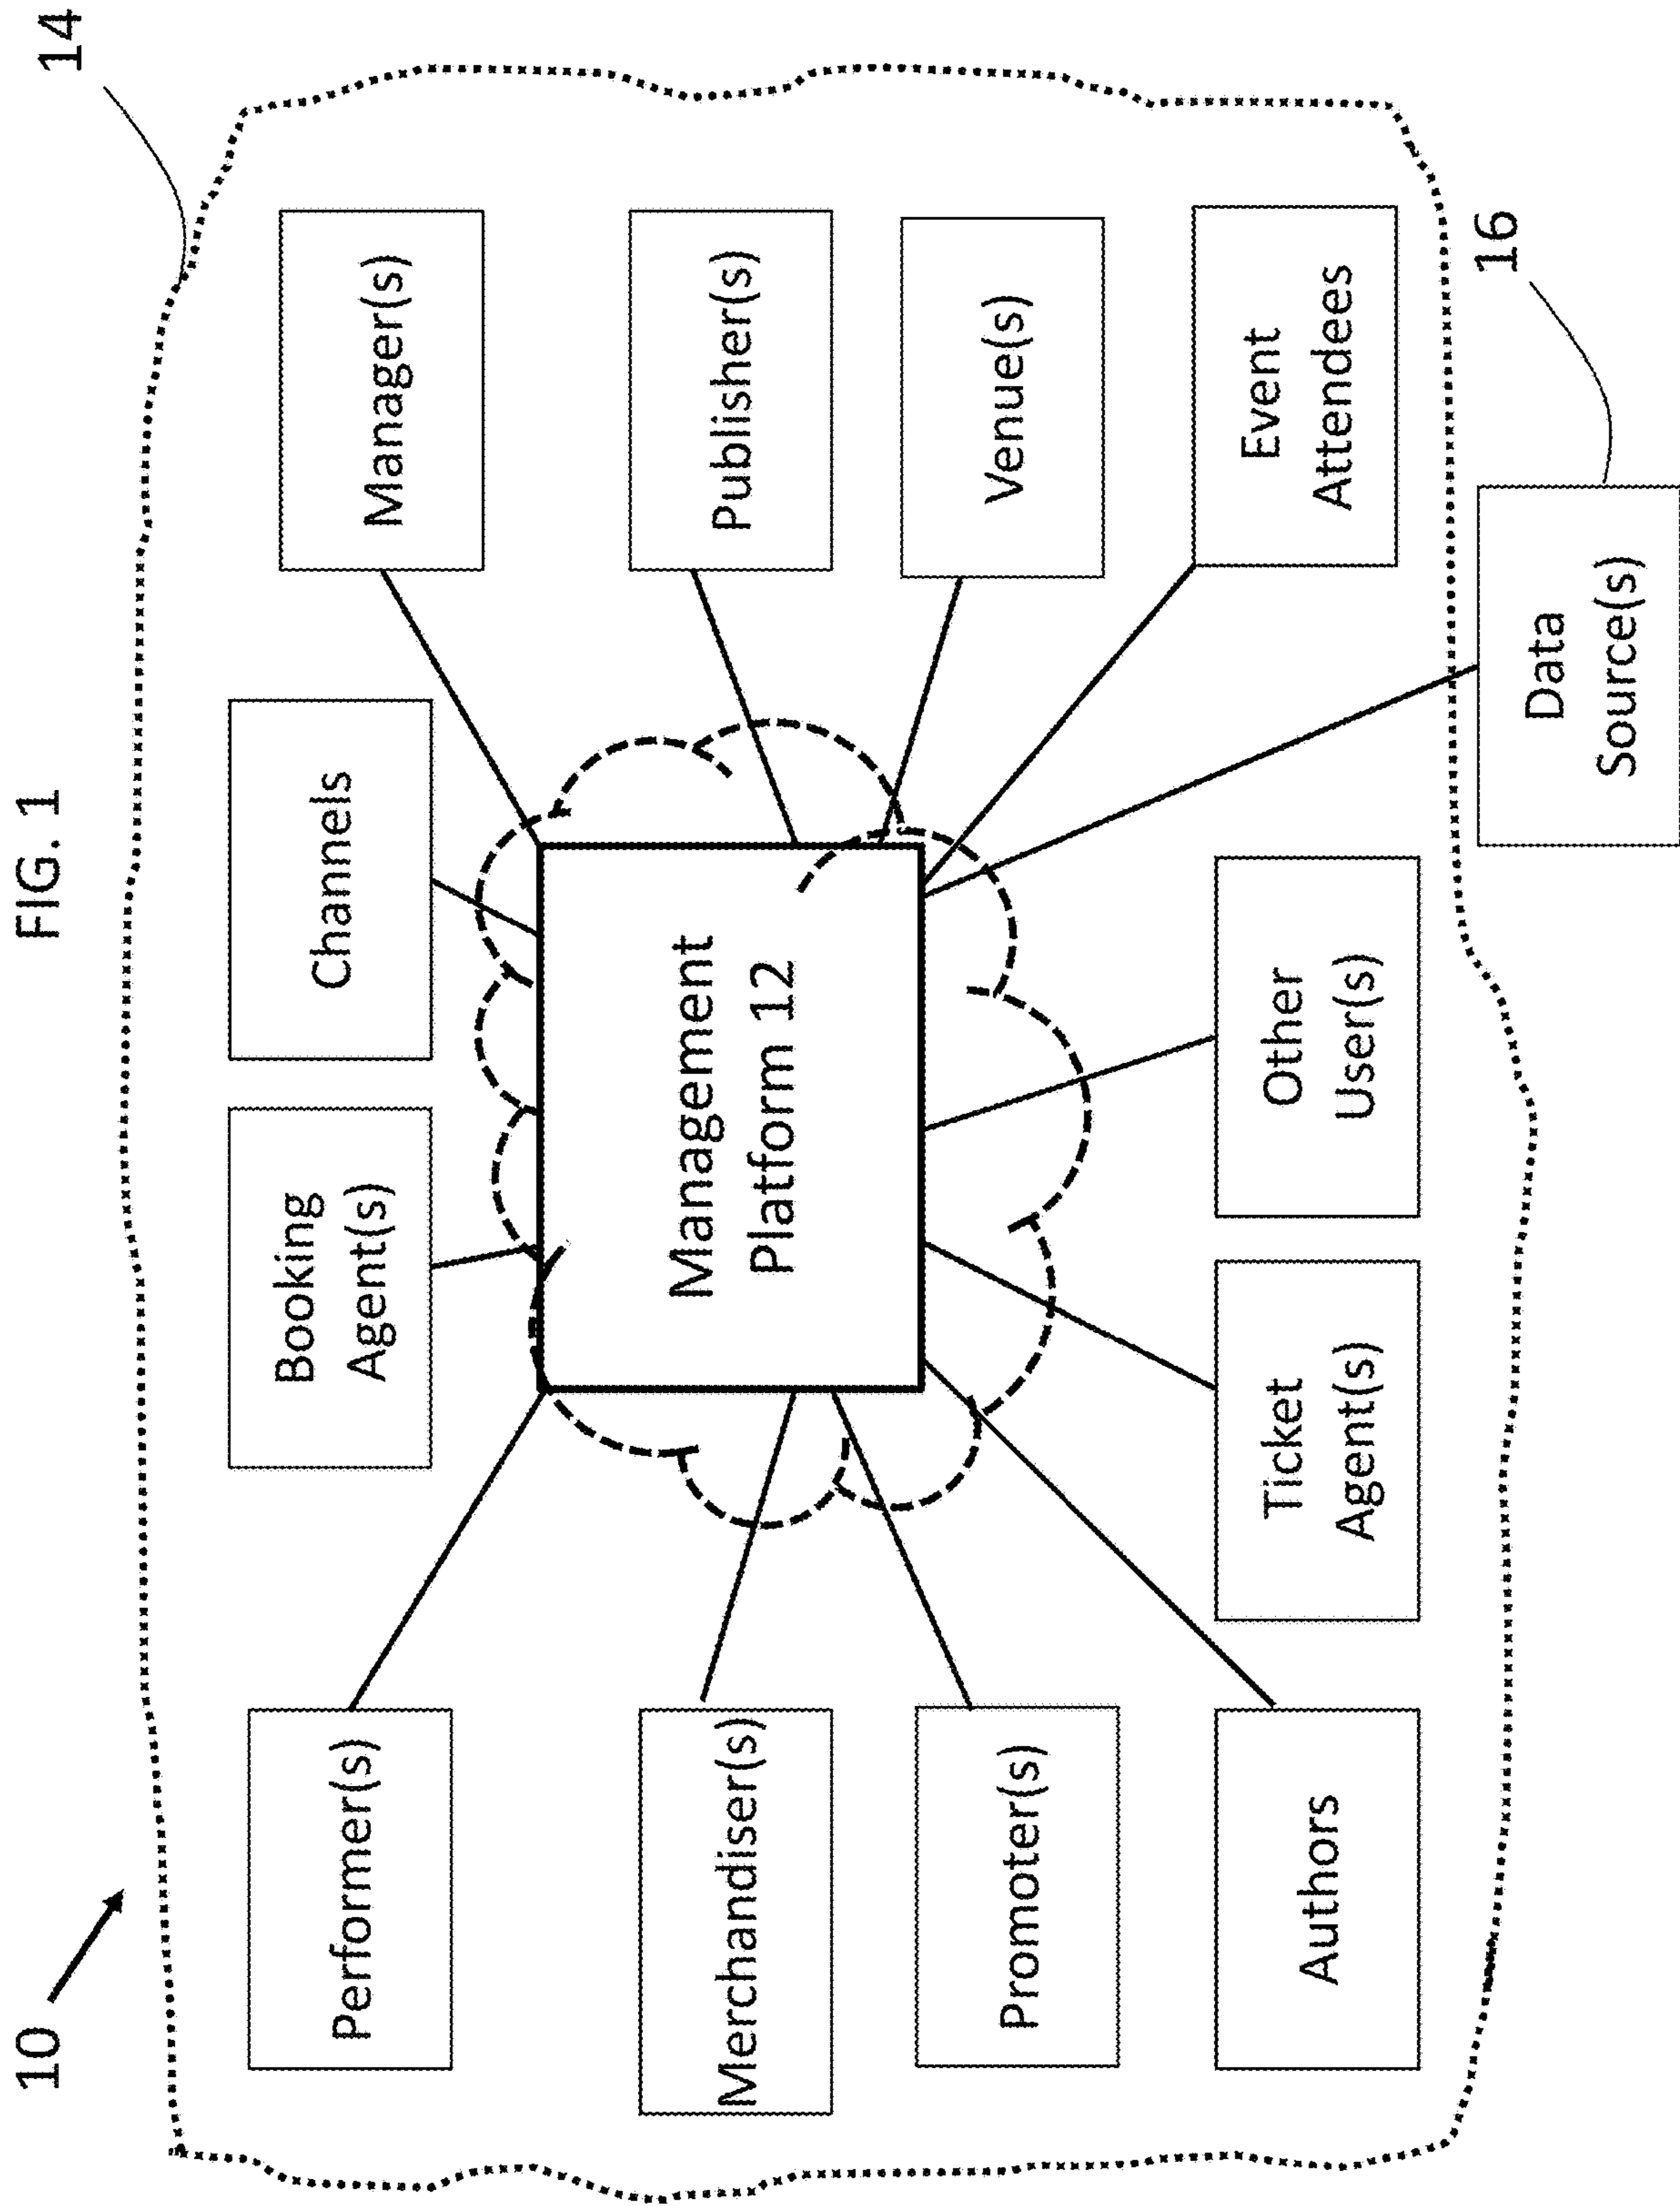 FIG. 1
10
14
Booking
Agent(s)
Channels
Performer(s)
Manager(s)
Merchandiser(s)
Management
Platform 12
Publisher(s)
Promoter(s)
Venue(s)
Authors
Ticket
Agent(s)
Other
User(s)
Event
Attendees
16
Data
Source(s)